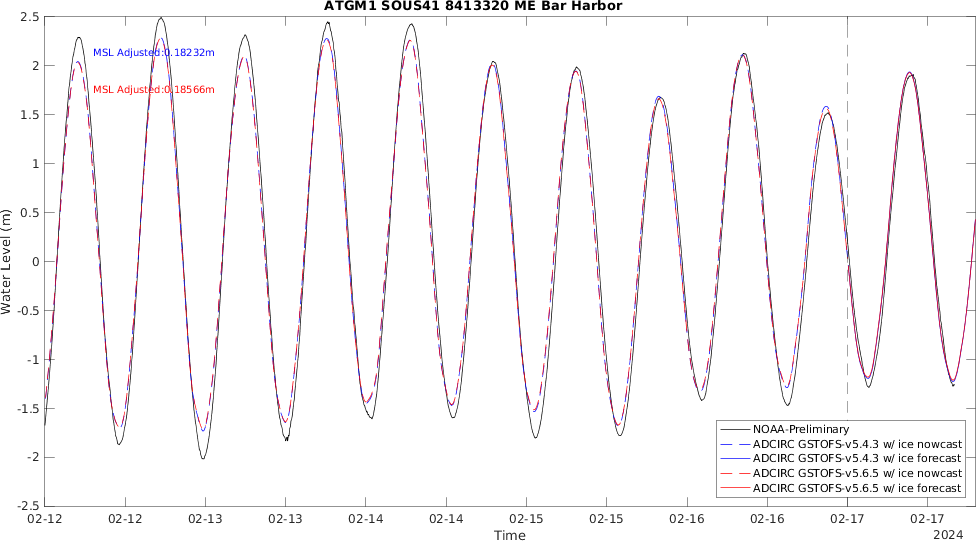 ATGM1 SOUS41 8413320 ME Bar Harbor
2.5
2
1.5
1
0.5
0
-0.5
-1
-1.5
-2
-2.5
Water Level (m)
MSL Adjusted:0.18232m
MSL Adjusted:0.18566m
NOAA-Preliminary
ADCIRC GSTOFS-v5.4.3 w/ ice nowcast
ADCIRC GSTOFS-v5.4.3 w/ ice forecast
ADCIRC GSTOFS-v5.6.5 w/ ice nowcast
ADCIRC GSTOFS-v5.6.5 w/ ice forecast
02-12 02-12 02-13 02-13 02-14 02-14 02-15 02-15 02-16 02-16 02-17 02-17
Time
2024